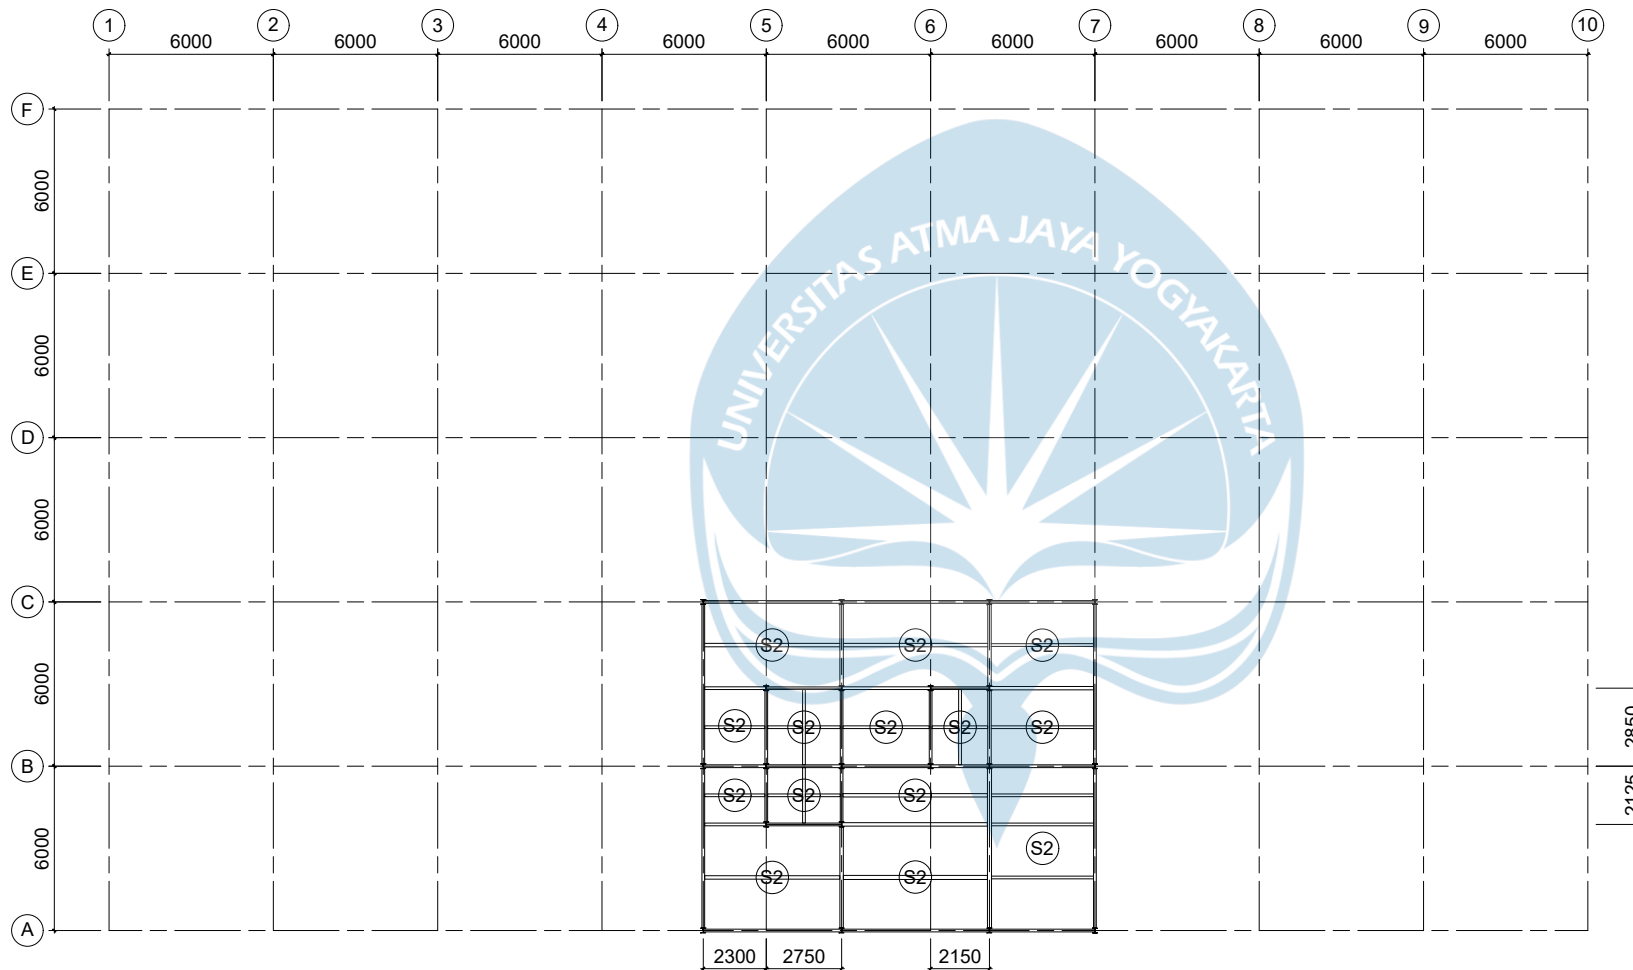 1 2 3 4 5 6 7 8 9 10
6000 6000 6000 6000 6000 6000 6000 6000 6000
F
6000
E
6000
D
6000
C
6000
B
6000
A
UNIVERSITAS ATMA JAYA YOGYAKARTA
S2 S2 S2
S2 S2 S2 S2 S2
S2 S2 S2
S2
S2 S2
2850
2125
2300 2750 2150